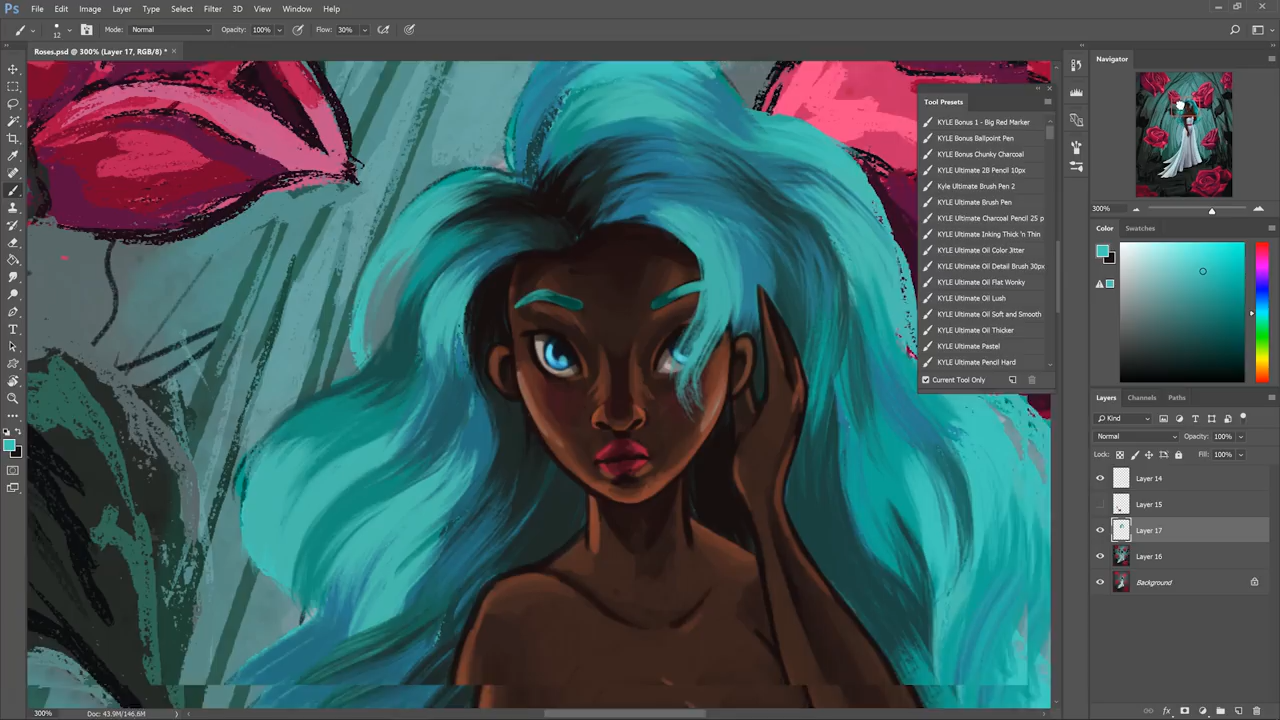 Ps File Edit Image Layer Type Select Filter 3D View Window Help
12 Mode: Normal Opacity: 100% Flow: 30%
Roses.psd @ 300% (Layer 17, RGB/8) *
Navigator
300%
Tool Presets
KYLE Bonus 1 - Big Red Marker
KYLE Bonus Ballpoint Pen
KYLE Bonus Chunky Charcoal
KYLE Ultimate 2B Pencil 10px
Kyle Ultimate Brush Pen 2
KYLE Ultimate Brush Pen
KYLE Ultimate Charcoal Pencil 25 p
KYLE Ultimate Inking Thick 'n Thin
KYLE Ultimate Oil Color Jitter
KYLE Ultimate Oil Detail Brush 30px
KYLE Ultimate Oil Flat Wonky
KYLE Ultimate Oil Lush
KYLE Ultimate Oil Soft and Smooth
KYLE Ultimate Oil Thicker
KYLE Ultimate Pastel
KYLE Ultimate Pencil Hard
Current Tool Only
Color Swatches
Layers Channels Paths
Kind
Normal Opacity: 100%
Lock: Fill: 100%
Layer 14
Layer 15
Layer 17
Layer 16
Background
300% Doc: 43.9M/146.6M